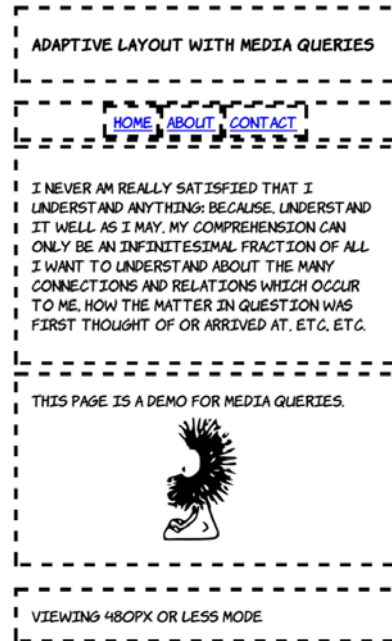 ADAPTIVE LAYOUT WITH MEDIA QUERIES
HOME ABOUT CONTACT
I NEVER AM REALLY SATISFIED THAT I
UNDERSTAND ANYTHING; BECAUSE, UNDERSTAND
IT WELL AS I MAY, MY COMPREHENSION CAN
ONLY BE AN INFINITESIMAL FRACTION OF ALL
I WANT TO UNDERSTAND ABOUT THE MANY
CONNECTIONS AND RELATIONS WHICH OCCUR
TO ME, HOW THE MATTER IN QUESTION WAS
FIRST THOUGHT OF OR ARRIVED AT, ETC, ETC.
THIS PAGE IS A DEMO FOR MEDIA QUERIES.
VIEWING 480PX OR LESS MODE